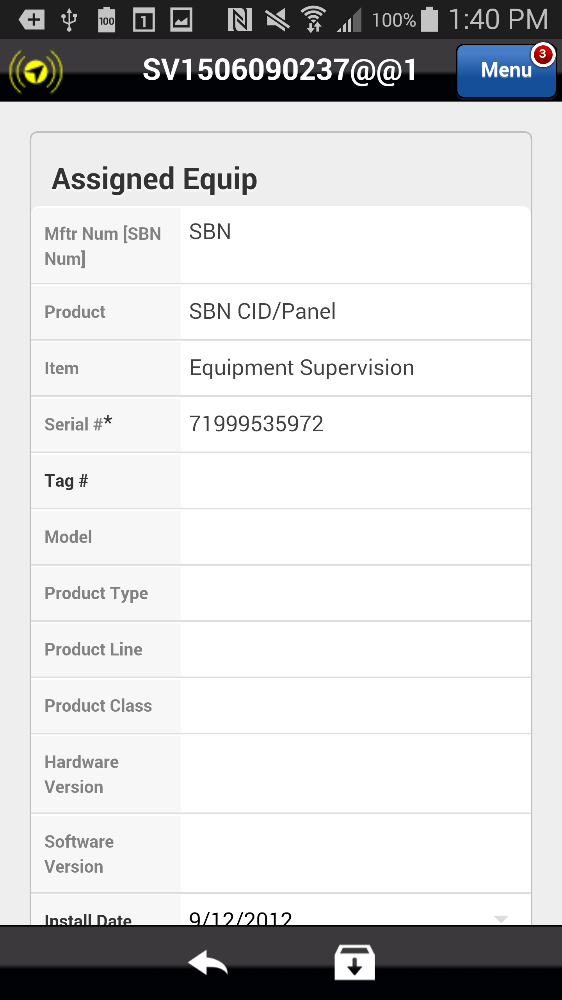 100 1 100% 1:40 PM
SV1506090237@@1 Menu 3
Assigned Equip
Mftr Num [SBN Num] SBN
Product SBN CID/Panel
Item Equipment Supervision
Serial #* 71999535972
Tag #
Model
Product Type
Product Line
Product Class
Hardware
Version
Software
Version
Install Date 9/12/2012